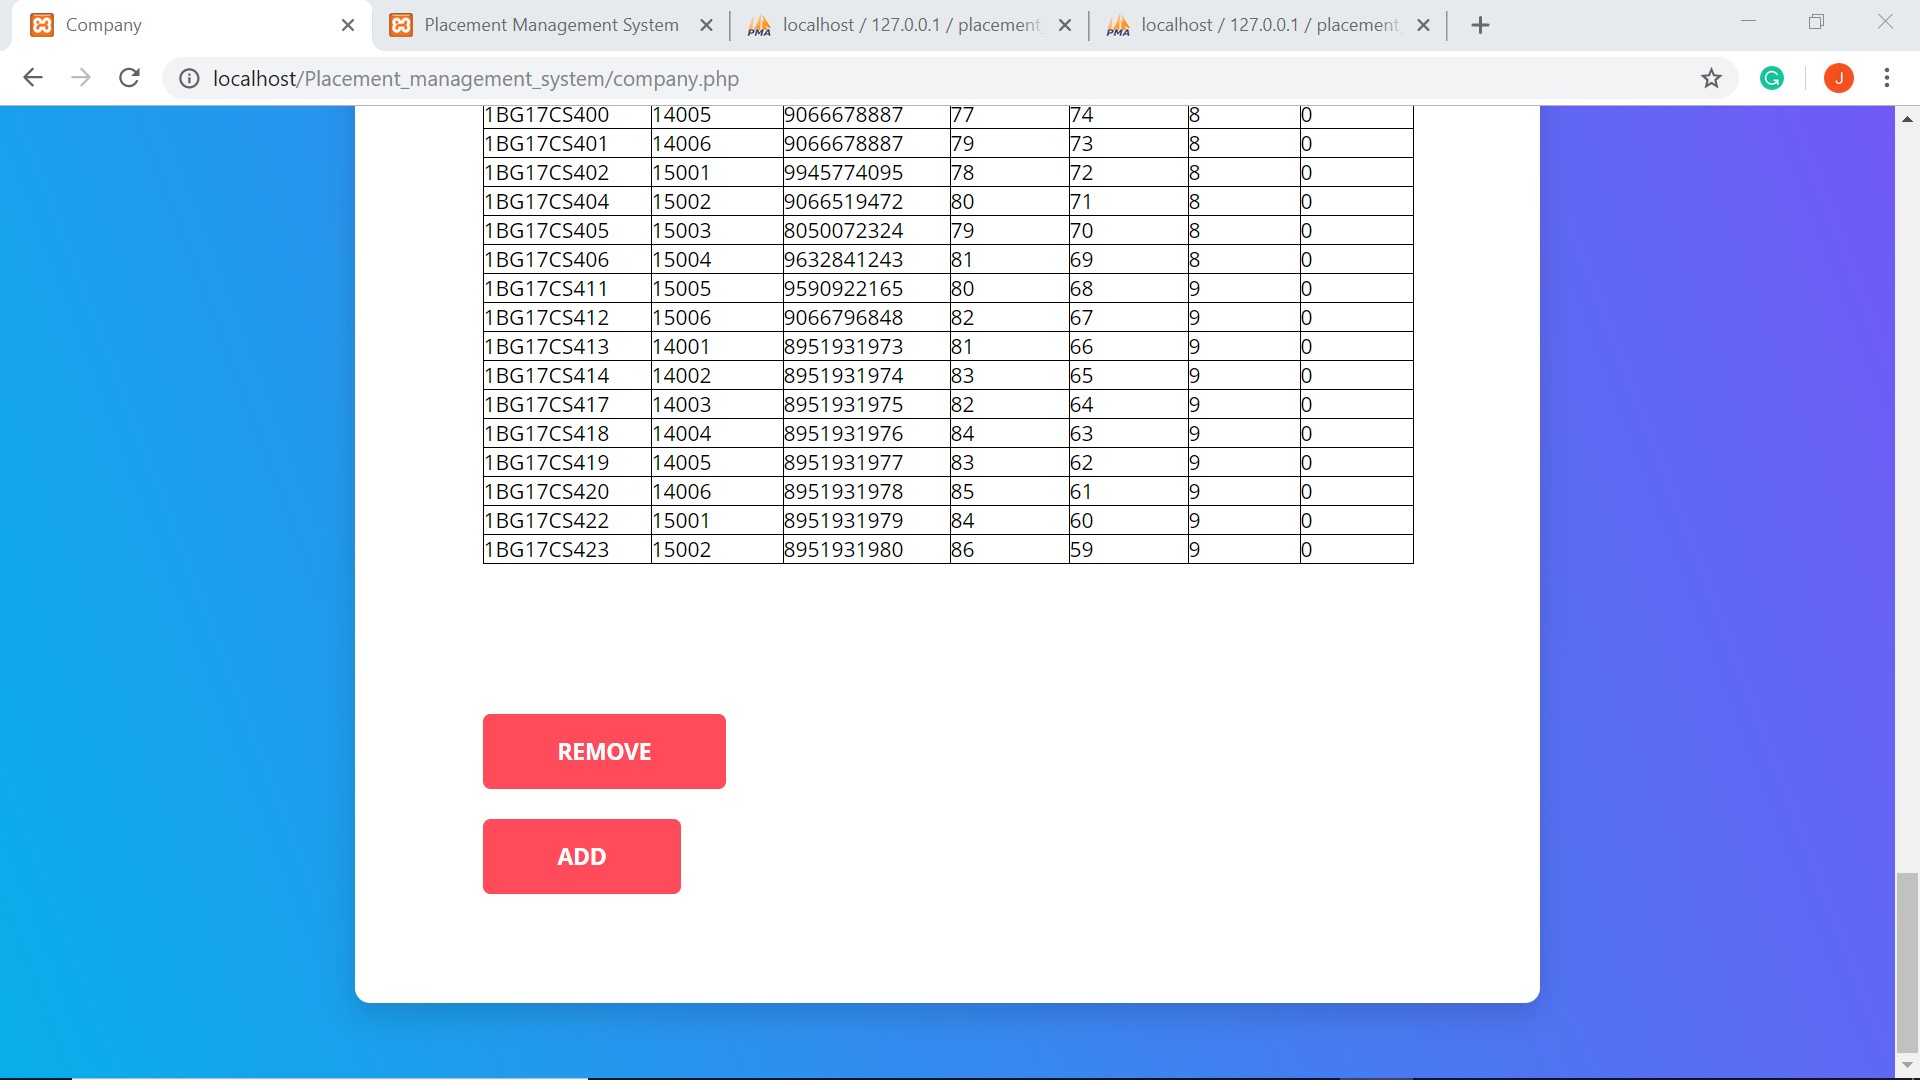 Company
Placement Management System
localhost / 127.0.0.1 / placement
localhost / 127.0.0.1 / placement
localhost/Placement_management_system/company.php
J
1BG17CS400 14005 9066678887 77 74 8 0
1BG17CS401 14006 9066678887 79 73 8 0
1BG17CS402 15001 9945774095 78 72 8 0
1BG17CS404 15002 9066519472 80 71 8 0
1BG17CS405 15003 8050072324 79 70 8 0
1BG17CS406 15004 9632841243 81 69 8 0
1BG17CS411 15005 9590922165 80 68 9 0
1BG17CS412 15006 9066796848 82 67 9 0
1BG17CS413 14001 8951931973 81 66 9 0
1BG17CS414 14002 8951931974 83 65 9 0
1BG17CS417 14003 8951931975 82 64 9 0
1BG17CS418 14004 8951931976 84 63 9 0
1BG17CS419 14005 8951931977 83 62 9 0
1BG17CS420 14006 8951931978 85 61 9 0
1BG17CS422 15001 8951931979 84 60 9 0
1BG17CS423 15002 8951931980 86 59 9 0
REMOVE
ADD